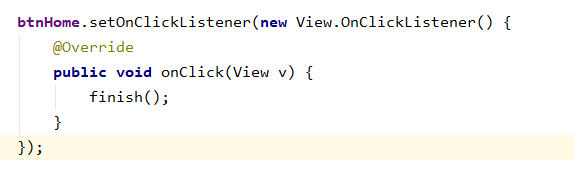 btnHome.setOnClickListener(new View.OnClickListener() {
@Override
public void onClick(View v) {
finish();
}
});